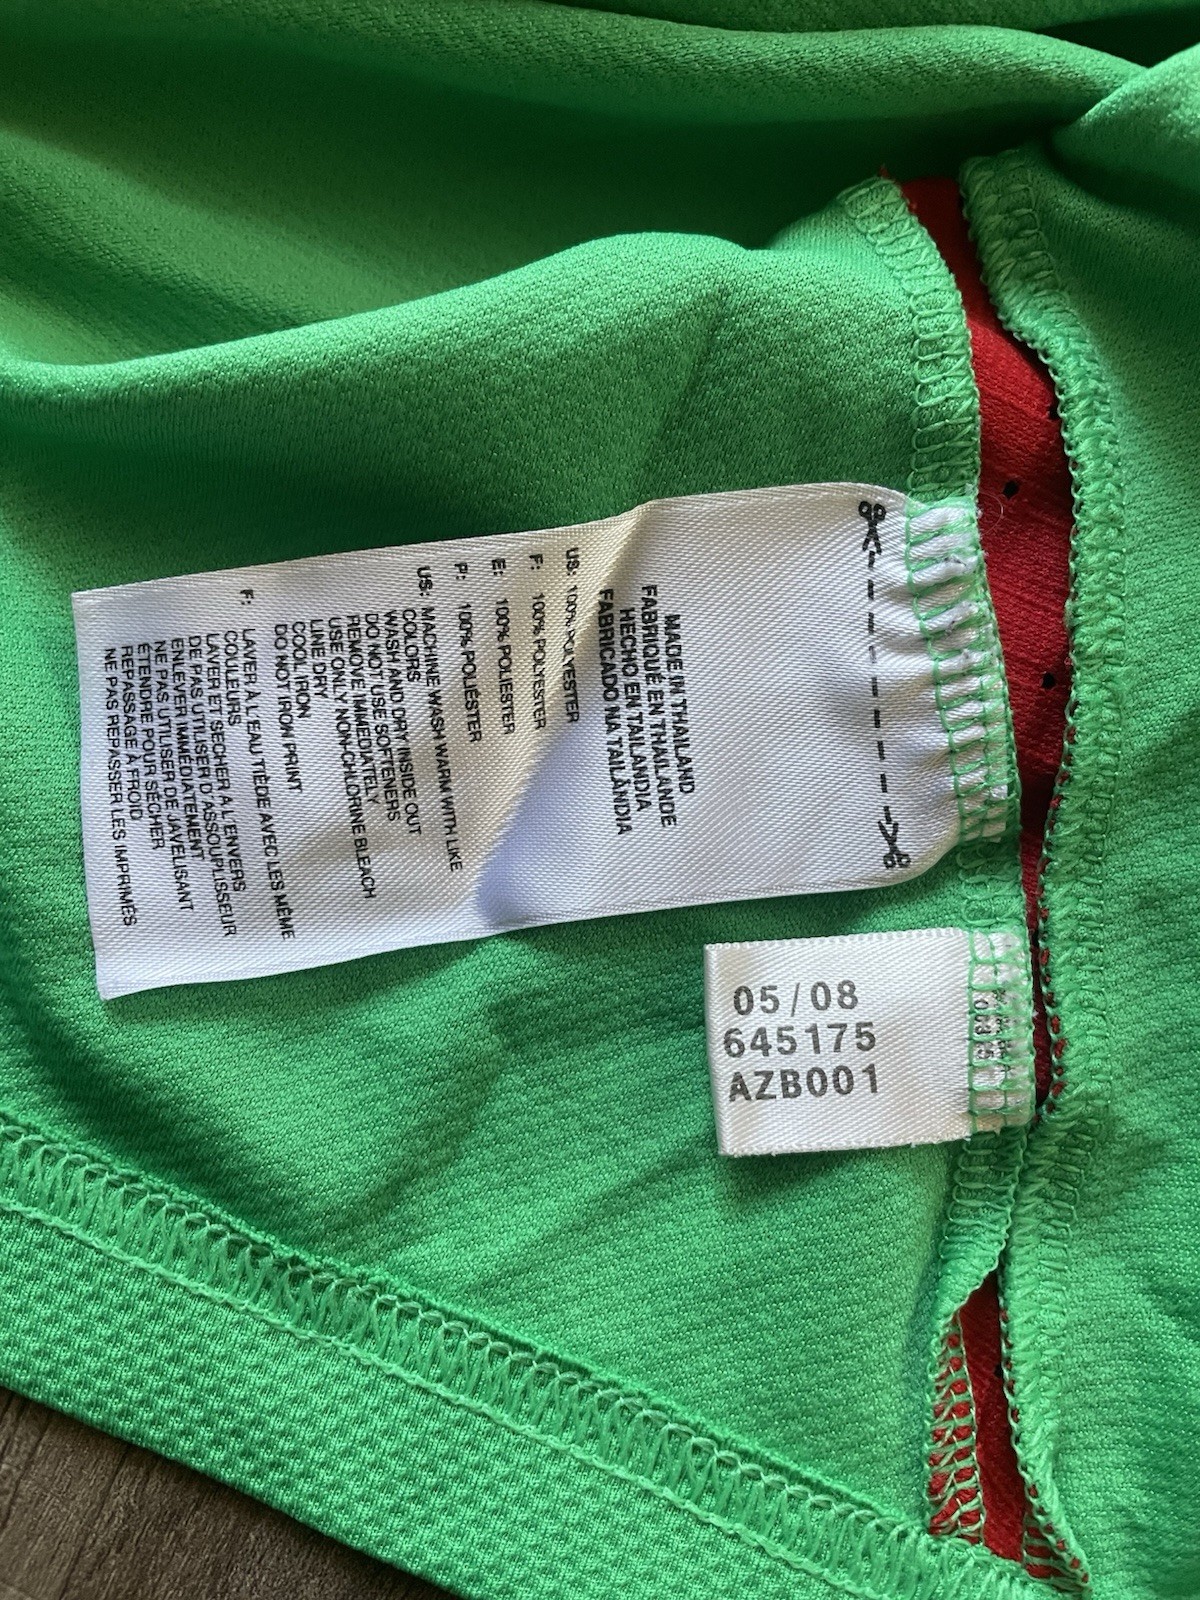 MADE IN THAILAND
FABRIQUÉ EN THAILANDE
HECHO EN TAILANDIA
FABRICADO NA TAILÂNDIA
US: 100% POLYESTER
F: 100% POLYESTER
E: 100% POLIESTER
P: 100% POLIÉSTER
US: MACHINE WASH WARM WITH LIKE
COLORS
WASH AND DRY INSIDE OUT
DO NOT USE SOFTENERS
REMOVE IMMEDIATELY
USE ONLY NON-CHLORINE BLEACH
LINE DRY
COOL IRON
DO NOT IRON PRINT
F: LAVER À L'EAU TIÈDE AVEC LES MÊME
COULEURS
LAVER ET SECHER A L'ENVERS
DE PAS UTILISER D'ASSOUPLISSEUR
ENLEVER IMMÉDIATEMENT
NE PAS UTILISER DE JAVELISANT
ÉTENDRE POUR SÉCHER
REPASSAGE À FROID
NE PAS REPASSER LES IMPRIMÉS
05/08
645175
AZB001